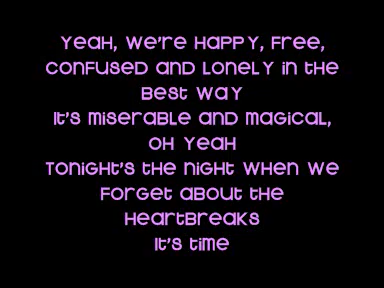 Yeah, we're happy, free,
confused and lonely in the
best way
It's miserable and magical,
oh yeah
Tonight's the night when we
forget about the
heartbreaks
It's time